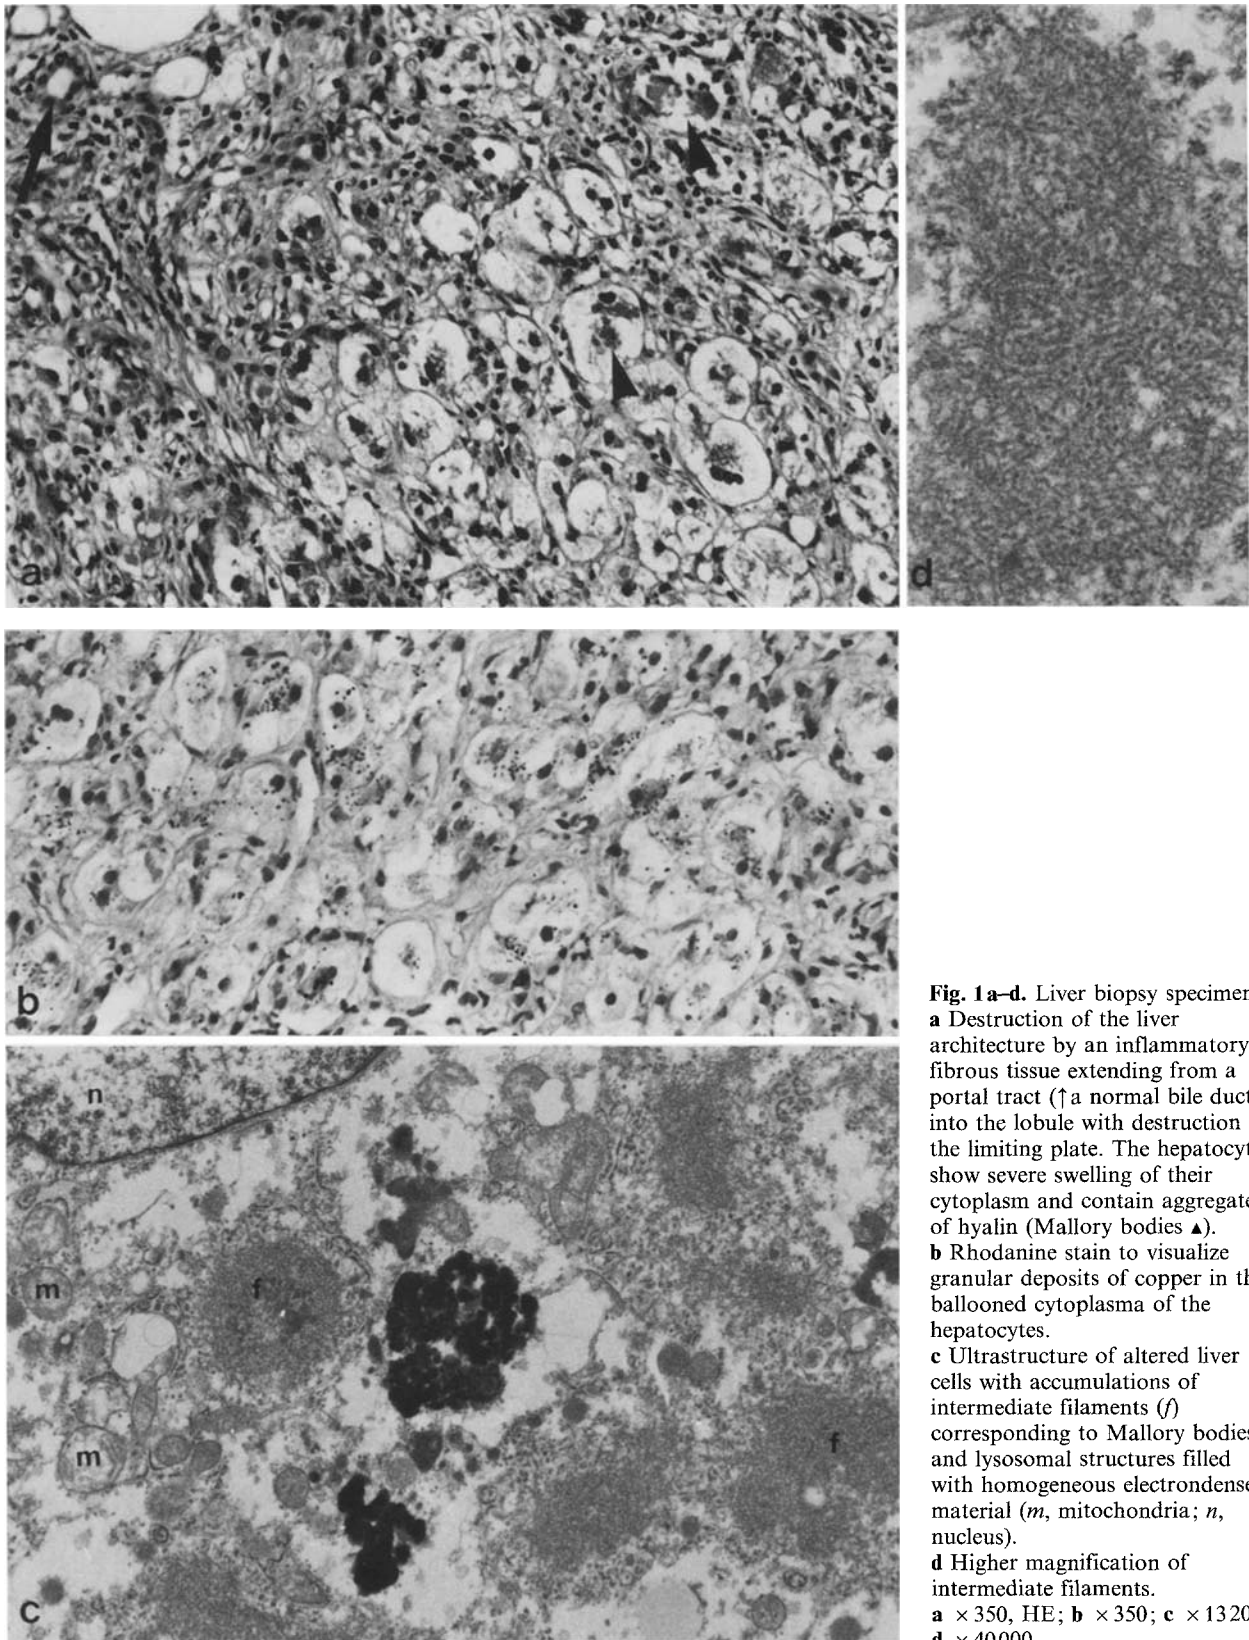 a
d
b
n
f
m
m
f
c
Fig. 1 a–d. Liver biopsy specimen
a Destruction of the liver
architecture by an inflammatory
fibrous tissue extending from a
portal tract (↑ a normal bile duct
into the lobule with destruction
the limiting plate. The hepatocyt
show severe swelling of their
cytoplasm and contain aggregate
of hyalin (Mallory bodies ▲).
b Rhodanine stain to visualize
granular deposits of copper in th
ballooned cytoplasma of the
hepatocytes.
c Ultrastructure of altered liver
cells with accumulations of
intermediate filaments (f)
corresponding to Mallory bodies
and lysosomal structures filled
with homogeneous electrondense
material (m, mitochondria; n,
nucleus).
d Higher magnification of
intermediate filaments.
a × 350, HE; b × 350; c × 1320
d × 40000